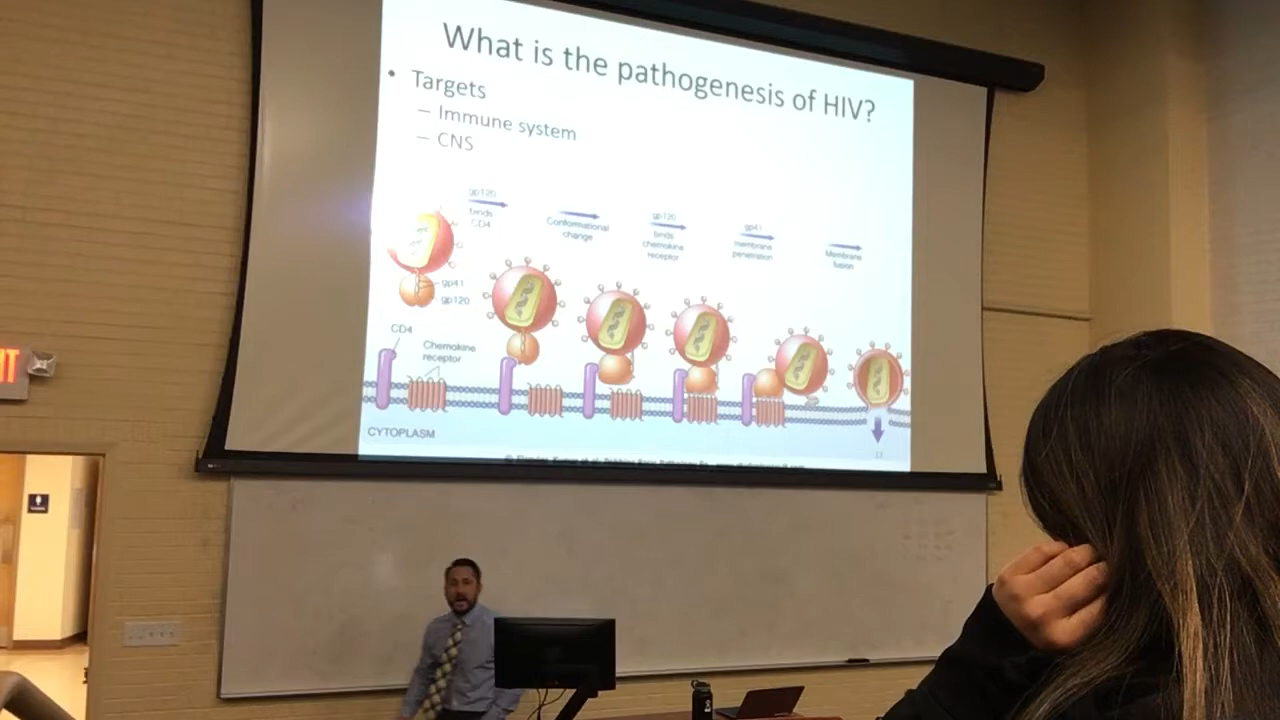 What is the pathogenesis of HIV?
• Targets
– Immune system
– CNS
gp120
binds
CD4
Conformational
change
gp120
binds
chemokine
receptor
gp41
membrane
penetration
Membrane
fusion
gp41
gp120
CD4
Chemokine
receptor
CYTOPLASM
IT